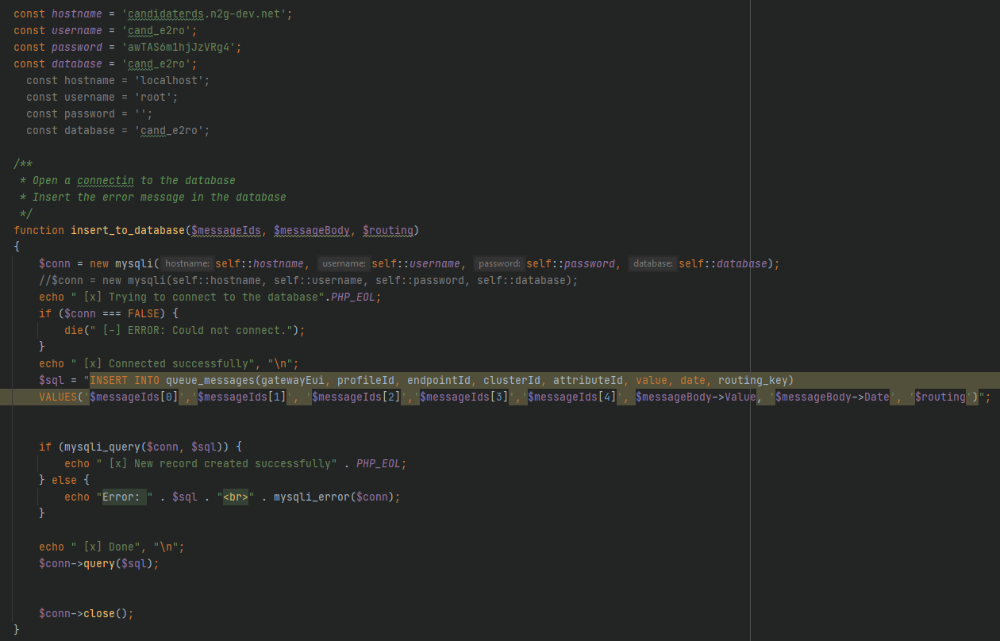 const hostname = 'candidaterds.n2g-dev.net';
const username = 'cand_e2ro';
const password = 'awTAS6m1hjJzVRg4';
const database = 'cand_e2ro';
const hostname = 'localhost';
const username = 'root';
const password = '';
const database = 'cand_e2ro';
/**
* Open a connectin to the database
* Insert the error message in the database
*/
function insert_to_database($messageIds, $messageBody, $routing)
{
$conn = new mysqli( hostname: self::hostname, username: self::username, password: self::password, database: self::database);
//$conn = new mysqli(self::hostname, self::username, self::password, self::database);
echo " [x] Trying to connect to the database".PHP_EOL;
if ($conn === FALSE) {
die(" [-] ERROR: Could not connect.");
}
echo " [x] Connected successfully", "\n";
$sql = "INSERT INTO queue_messages(gatewayEui, profileId, endpointId, clusterId, attributeId, value, date, routing_key)
VALUES('$messageIds[0]','$messageIds[1]', '$messageIds[2]','$messageIds[3]','$messageIds[4]', $messageBody->Value, '$messageBody->Date', '$routing')";
if (mysqli_query($conn, $sql)) {
echo " [x] New record created successfully" . PHP_EOL;
} else {
echo "Error: " . $sql . "<br>" . mysqli_error($conn);
}
echo " [x] Done", "\n";
$conn->query($sql);
$conn->close();
}